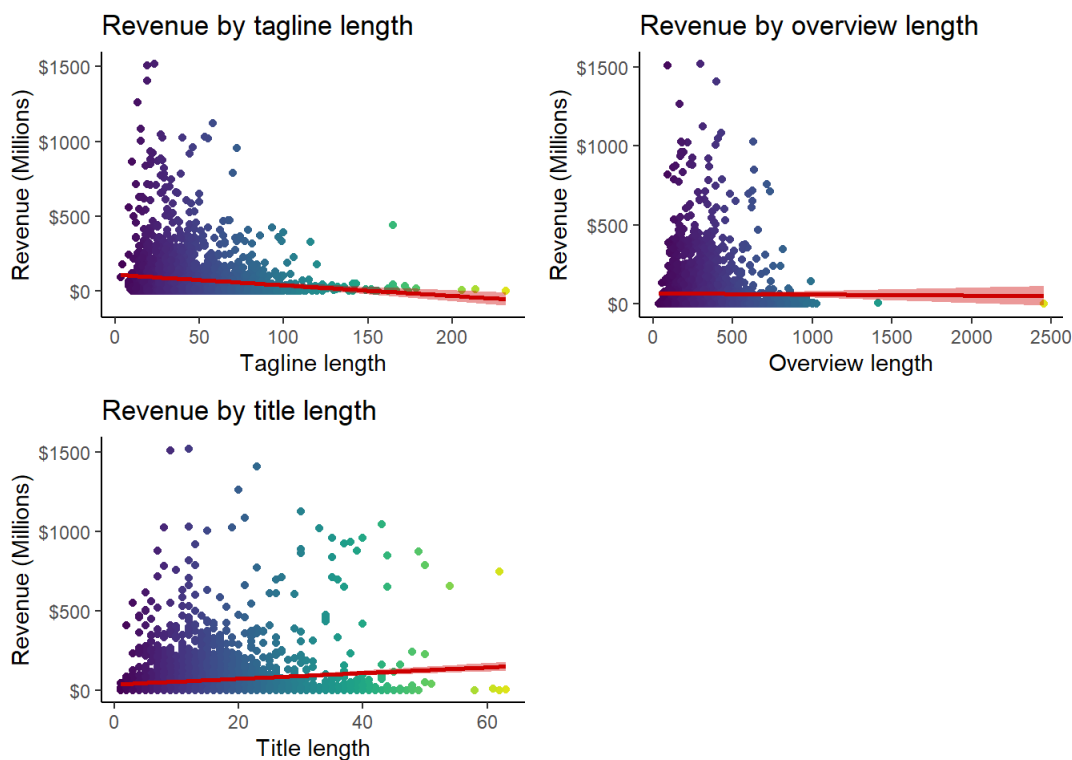 Revenue by tagline length
Revenue (Millions)
$1500
$1000
$500
$0
0 50 100 150 200
Tagline length
Revenue by overview length
Revenue (Millions)
$1500
$1000
$500
$0
0 500 1000 1500 2000 2500
Overview length
Revenue by title length
Revenue (Millions)
$1500
$1000
$500
$0
0 20 40 60
Title length